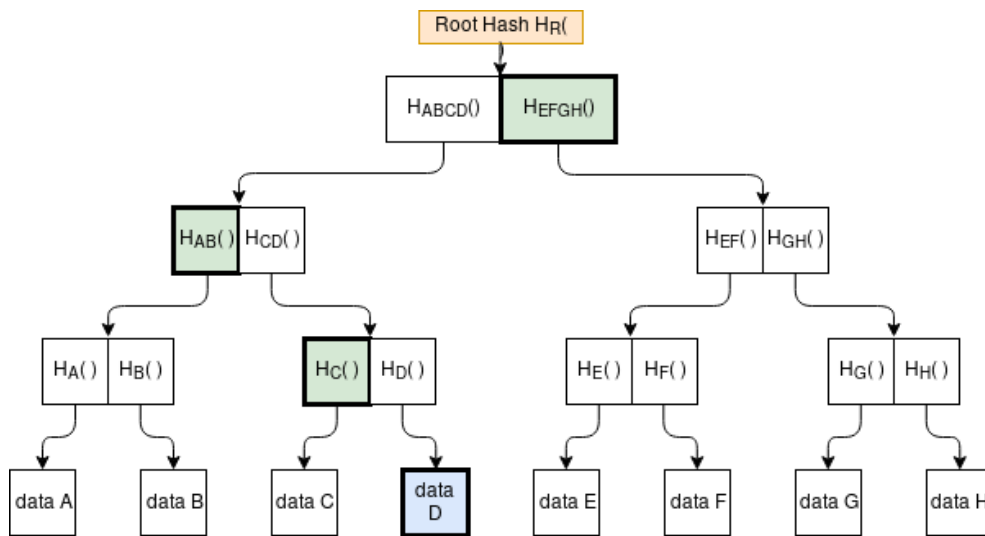 Root Hash HR(
HABCD()
HEFGH()
HAB( )
HCD( )
HEF( )
HGH( )
HA( )
HB( )
HC( )
HD( )
HE( )
HF( )
HG( )
HH( )
data A
data B
data C
data
D
data E
data F
data G
data H